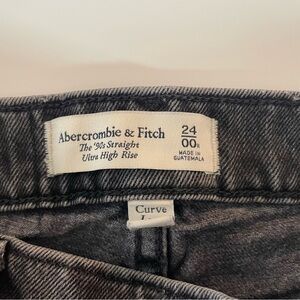 Abercrombie & Fitch
The '90s Straight
Ultra High Rise
24
00R
MADE IN
GUATEMALA
Curve